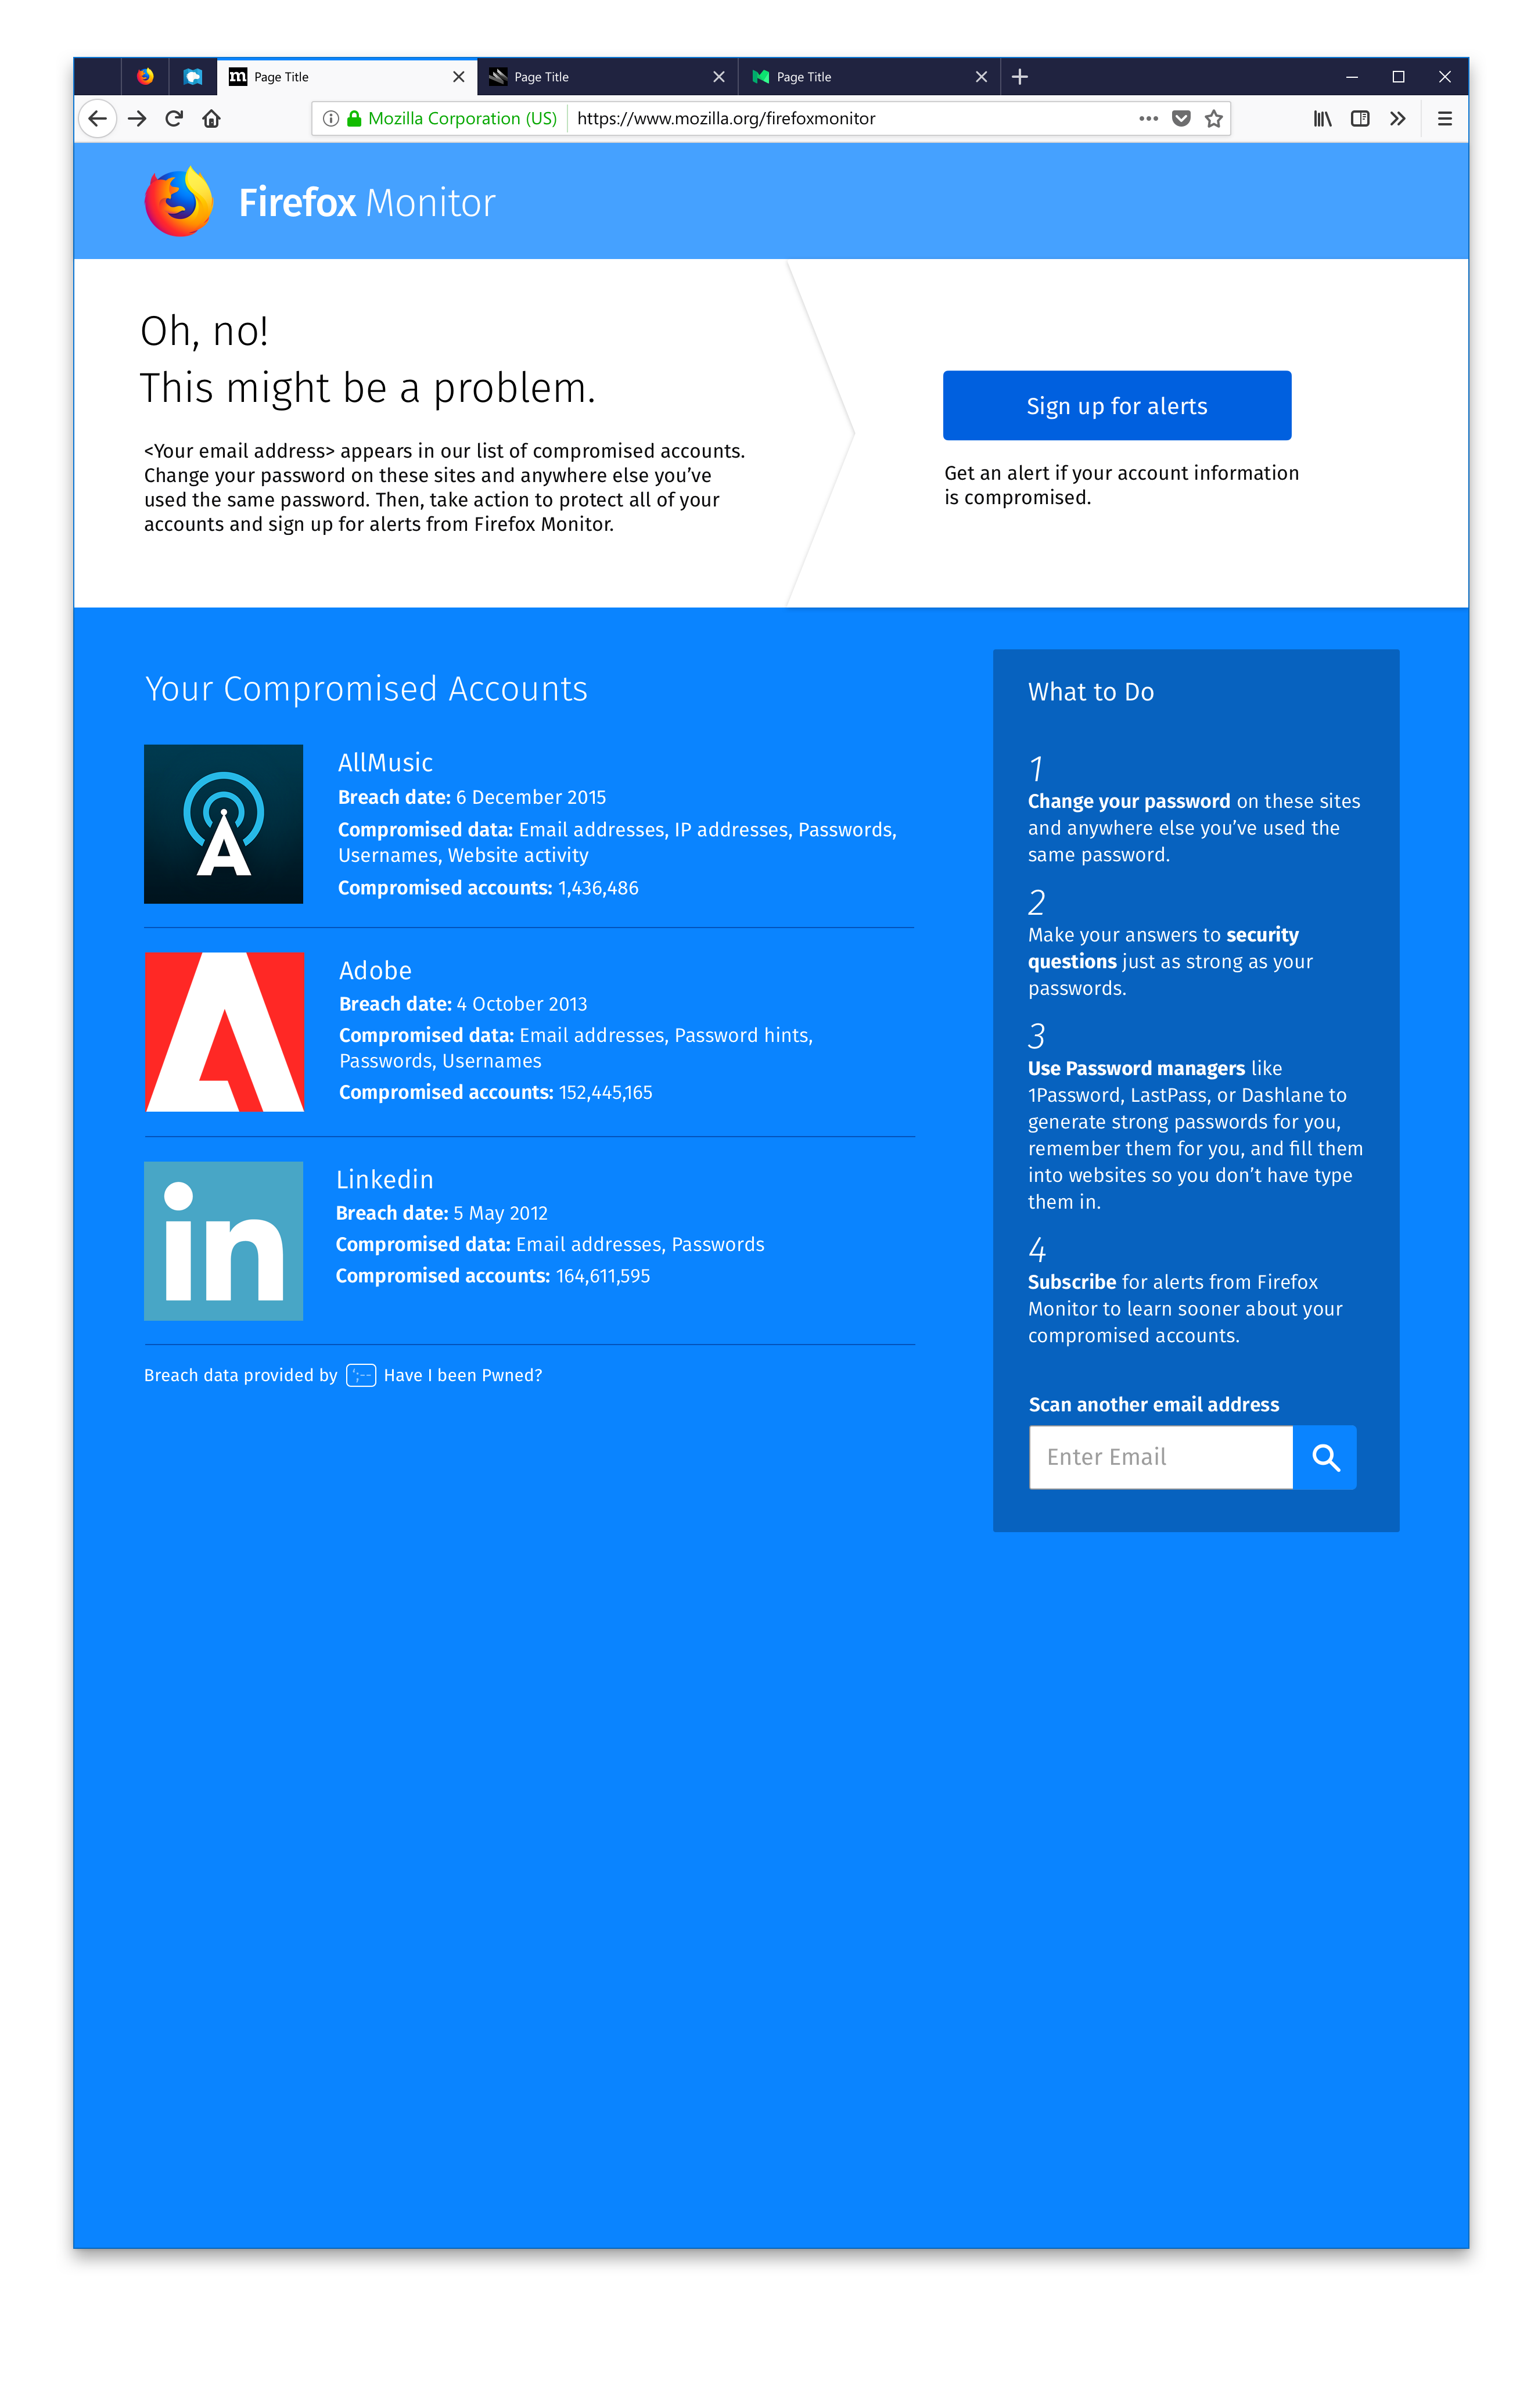 Page Title
Page Title
Page Title
Mozilla Corporation (US)
https://www.mozilla.org/firefoxmonitor
Firefox Monitor
Oh, no!
This might be a problem.
<Your email address> appears in our list of compromised accounts.
Change your password on these sites and anywhere else you’ve
used the same password. Then, take action to protect all of your
accounts and sign up for alerts from Firefox Monitor.
Sign up for alerts
Get an alert if your account information
is compromised.
Your Compromised Accounts
AllMusic
Breach date: 6 December 2015
Compromised data: Email addresses, IP addresses, Passwords,
Usernames, Website activity
Compromised accounts: 1,436,486
Adobe
Breach date: 4 October 2013
Compromised data: Email addresses, Password hints,
Passwords, Usernames
Compromised accounts: 152,445,165
in
Linkedin
Breach date: 5 May 2012
Compromised data: Email addresses, Passwords
Compromised accounts: 164,611,595
Breach data provided by ';-- Have I been Pwned?
What to Do
1
Change your password on these sites
and anywhere else you’ve used the
same password.
2
Make your answers to security
questions just as strong as your
passwords.
3
Use Password managers like
1Password, LastPass, or Dashlane to
generate strong passwords for you,
remember them for you, and fill them
into websites so you don’t have type
them in.
4
Subscribe for alerts from Firefox
Monitor to learn sooner about your
compromised accounts.
Scan another email address
Enter Email